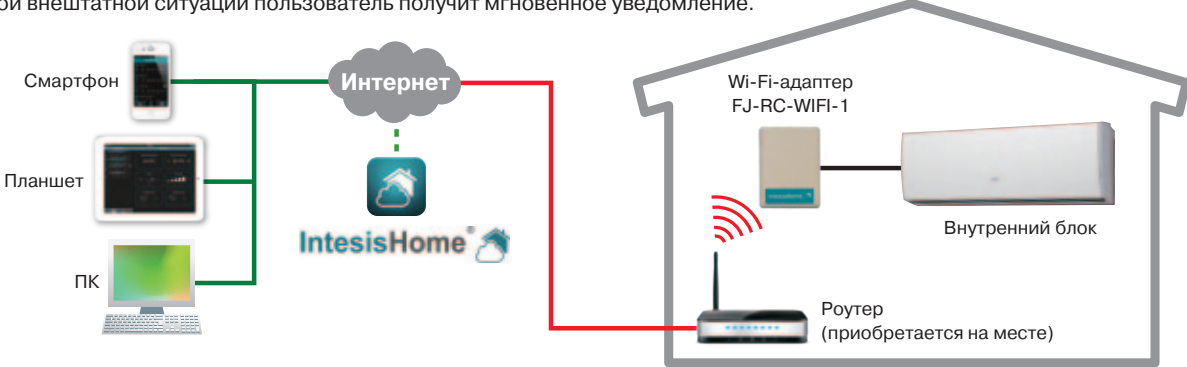 ой внештатной ситуации пользователь получит мгновенное уведомление.
Смартфон
Интернет
Wi-Fi-адаптер
FJ-RC-WIFI-1
Планшет
IntesisHome®
Внутренний блок
ПК
Роутер
(приобретается на месте)